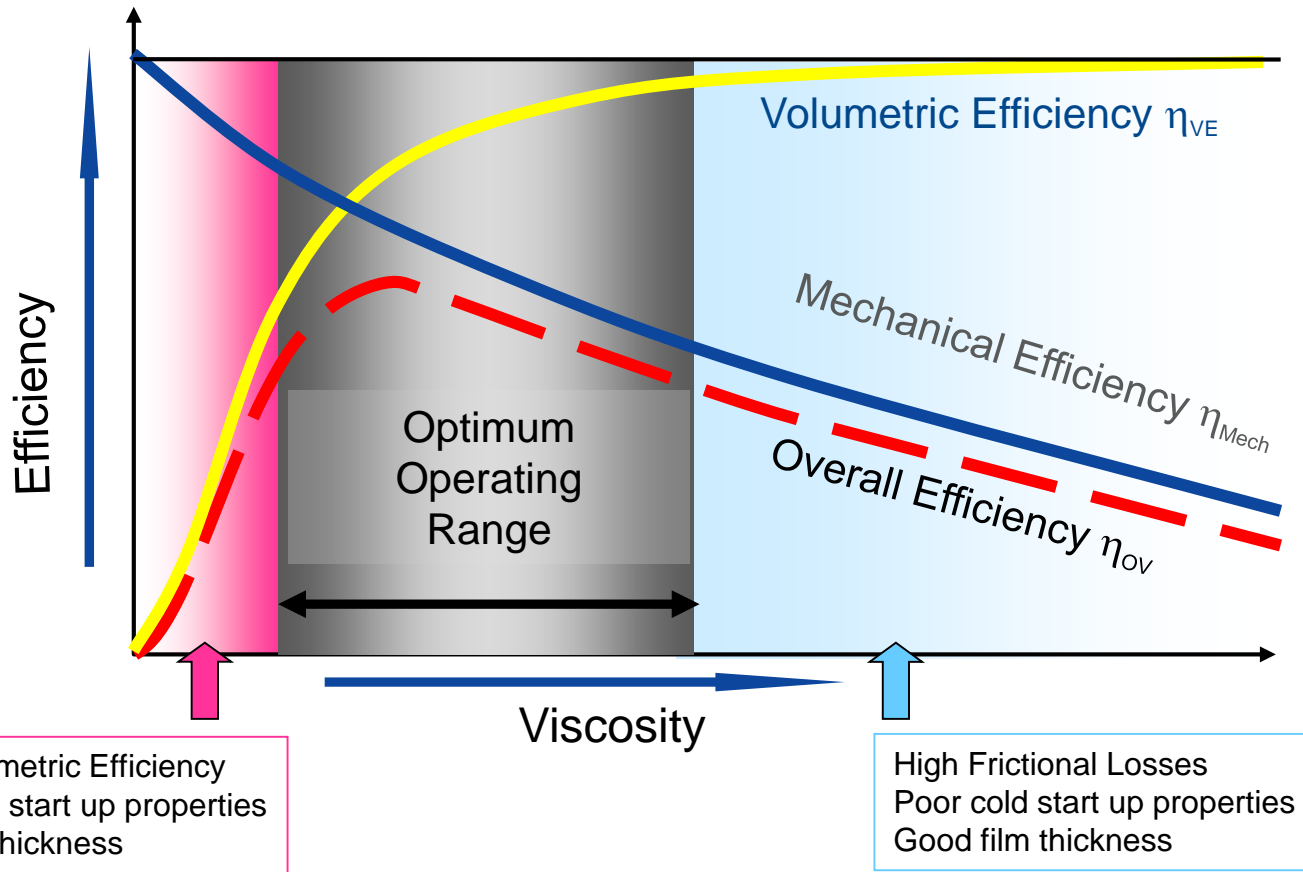 Efficiency
Volumetric Efficiency ηVE
Mechanical Efficiency ηMech
Overall Efficiency ηOV
Optimum
Operating
Range
Viscosity
metric Efficiency
start up properties
hickness
High Frictional Losses
Poor cold start up properties
Good film thickness